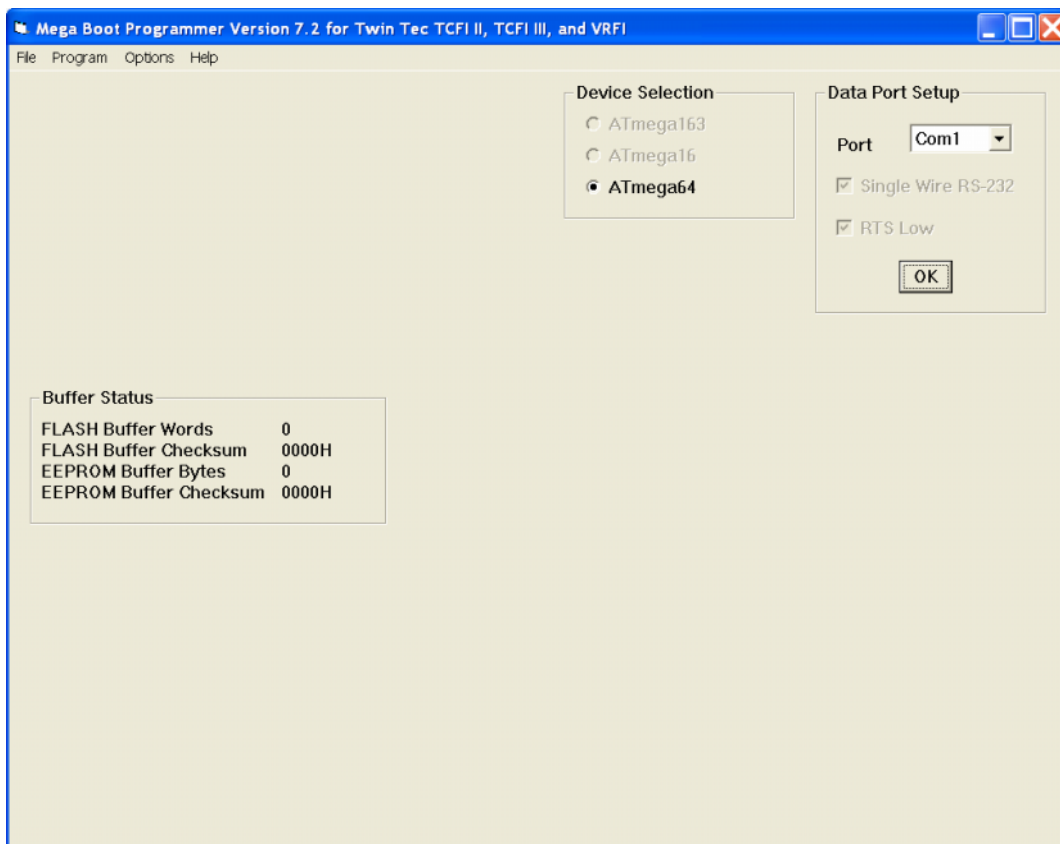 Mega Boot Programmer Version 7.2 for Twin Tec TCFI II, TCFI III, and VRFI
File Program Options Help
Device Selection
ATmega163
ATmega16
ATmega64
Data Port Setup
Port Com1
Single Wire RS-232
RTS Low
OK
Buffer Status
FLASH Buffer Words 0
FLASH Buffer Checksum 0000H
EEPROM Buffer Bytes 0
EEPROM Buffer Checksum 0000H